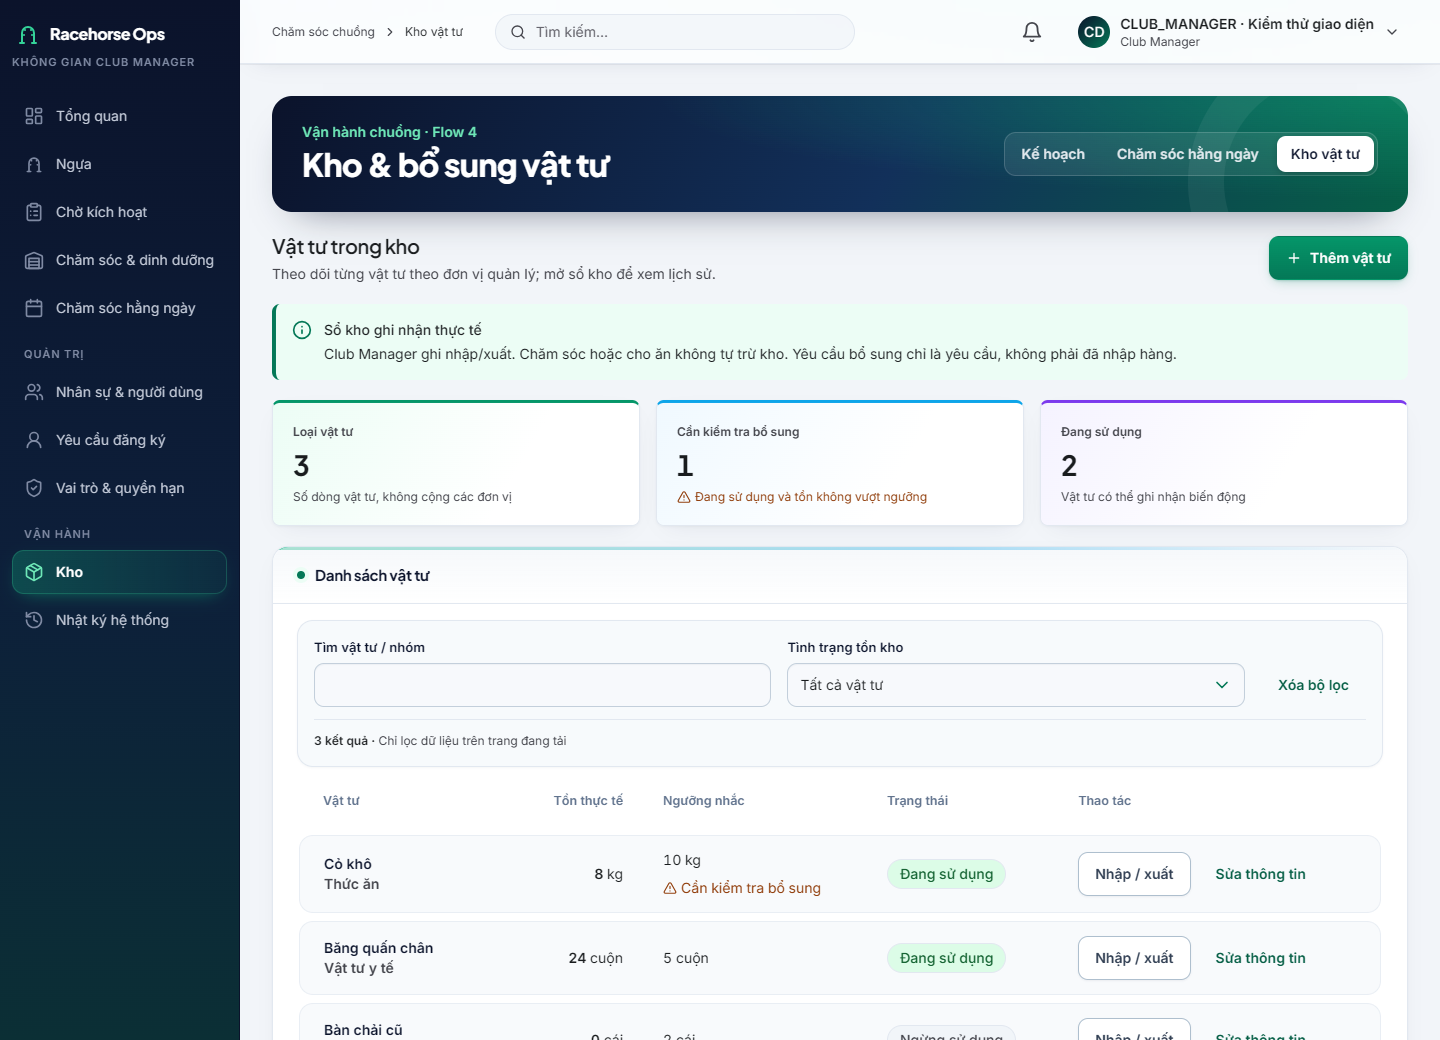 Racehorse Ops
KHÔNG GIAN CLUB MANAGER
Tổng quan
Ngựa
Chờ kích hoạt
Chăm sóc & dinh dưỡng
Chăm sóc hằng ngày
QUẢN TRỊ
Nhân sự & người dùng
Yêu cầu đăng ký
Vai trò & quyền hạn
VẬN HÀNH
Kho
Nhật ký hệ thống
Chăm sóc chuồng > Kho vật tư
Tìm kiếm...
CD
CLUB_MANAGER · Kiểm thử giao diện
Club Manager
Vận hành chuồng · Flow 4
Kho & bổ sung vật tư
Kế hoạch
Chăm sóc hằng ngày
Kho vật tư
Vật tư trong kho
Theo dõi từng vật tư theo đơn vị quản lý; mở sổ kho để xem lịch sử.
+ Thêm vật tư
Sổ kho ghi nhận thực tế
Club Manager ghi nhập/xuất. Chăm sóc hoặc cho ăn không tự trừ kho. Yêu cầu bổ sung chỉ là yêu cầu, không phải đã nhập hàng.
Loại vật tư
3
Số dòng vật tư, không cộng các đơn vị
Cần kiểm tra bổ sung
1
Đang sử dụng và tồn không vượt ngưỡng
Đang sử dụng
2
Vật tư có thể ghi nhận biến động
Danh sách vật tư
Tìm vật tư / nhóm
Tình trạng tồn kho
Tất cả vật tư
Xóa bộ lọc
3 kết quả · Chỉ lọc dữ liệu trên trang đang tải
Vật tư Tồn thực tế Ngưỡng nhắc Trạng thái Thao tác
Cỏ khô
Thức ăn
8 kg
10 kg
Cần kiểm tra bổ sung
Đang sử dụng
Nhập / xuất
Sửa thông tin
Băng quấn chân
Vật tư y tế
24 cuộn
5 cuộn
Đang sử dụng
Nhập / xuất
Sửa thông tin
Bàn chải cũ
0 cái
2 cái
Ngừng sử dụng
Nhập / xuất
Sửa thông tin